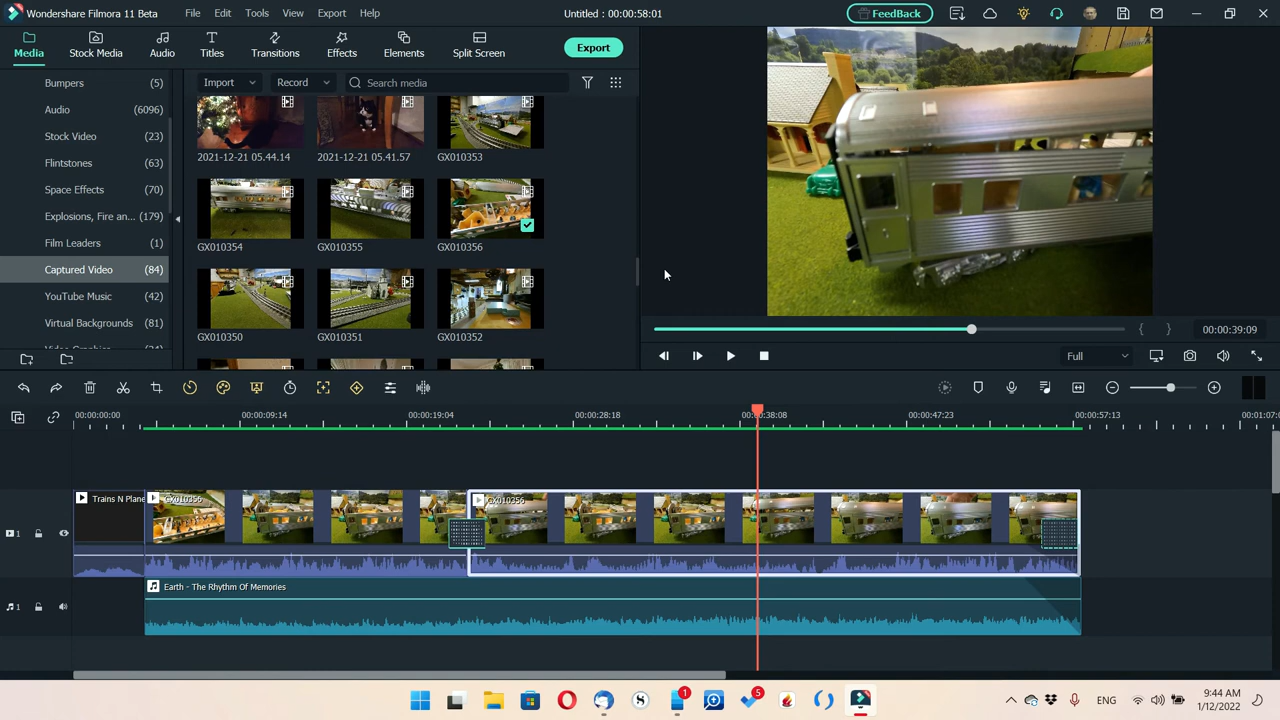 Wondershare Filmora 11 Beta
Tools
View
Export
Help
Untitled : 00:00:58:01
FeedBack
Media
Stock Media
Audio
Titles
Transitions
Effects
Elements
Split Screen
Export
(5)
Audio (6096)
Stock Video (23)
Flintstones (63)
Space Effects (70)
Explosions, Fire an... (179)
Film Leaders (1)
Captured Video (84)
YouTube Music (42)
Virtual Backgrounds (81)
Import
Record
Search media
2021-12-21 05.44.14
2021-12-21 05.41.57
GX010353
GX010354
GX010355
GX010356
GX010350
GX010351
GX010352
00:00:39:09
Full
00:00:00:00
00:00:09:14
00:00:19:04
00:00:28:18
00:00:38:08
00:00:47:23
00:00:57:13
Trains N Plane
GX010356
GX010356
1
Earth - The Rhythm Of Memories
1
1
5
ENG
9:44 AM
1/12/2022